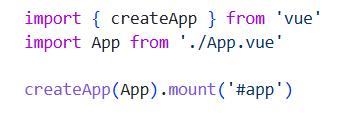 import { createApp } from 'vue'
import App from './App.vue'

createApp(App).mount('#app')